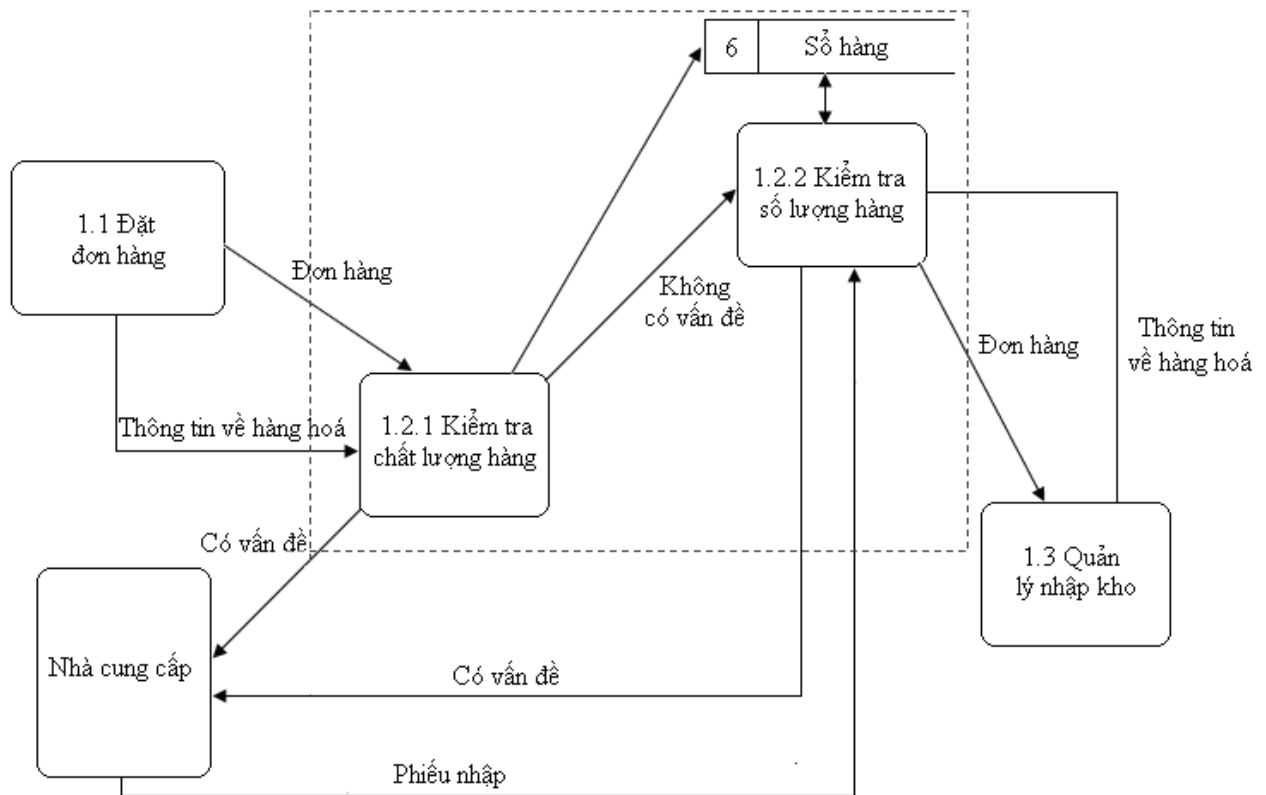 6 Sổ hàng
1.2.2 Kiểm tra
số lượng hàng
1.1 Đặt
đơn hàng
Đơn hàng
Không
có vấn đề
Thông tin
về hàng hoá
Đơn hàng
Thông tin về hàng hoá
1.2.1 Kiểm tra
chất lượng hàng
Có vấn đề
1.3 Quản
lý nhập kho
Nhà cung cấp
Có vấn đề
Phiếu nhập